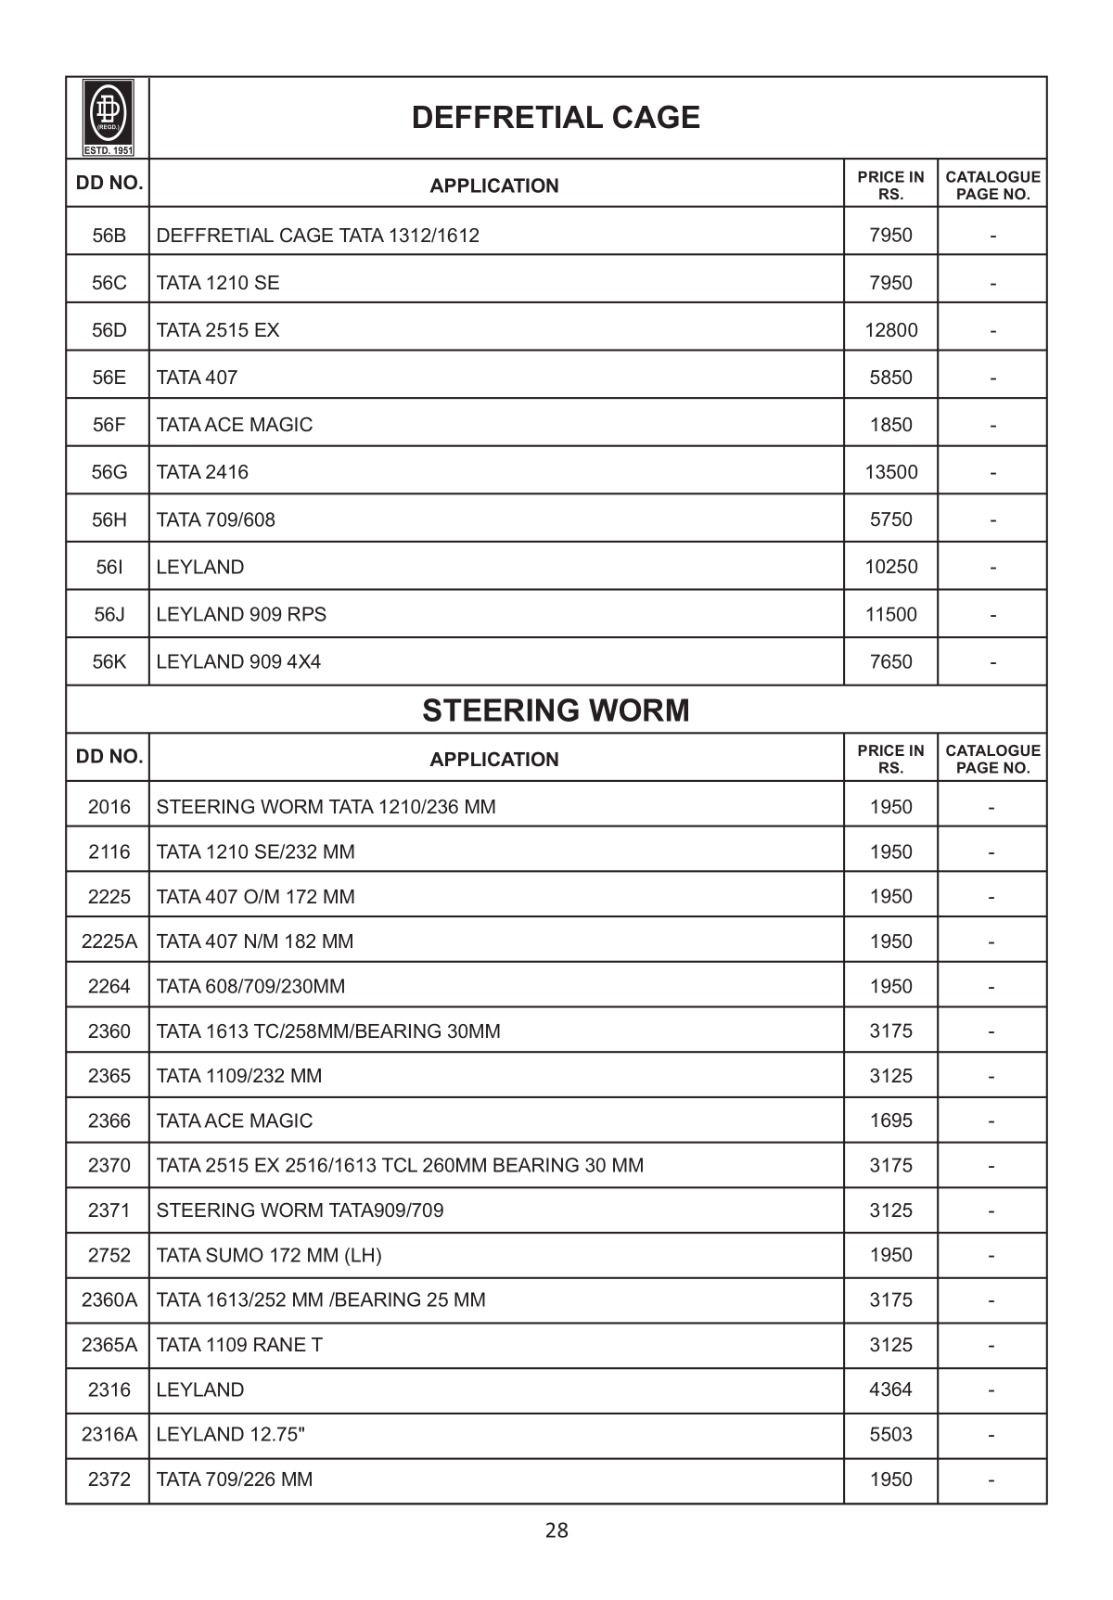 DD
(REGD.)
ESTD. 1951
DEFFRETIAL CAGE
DD NO. APPLICATION PRICE IN RS. CATALOGUE PAGE NO.
56B DEFFRETIAL CAGE TATA 1312/1612 7950 -
56C TATA 1210 SE 7950 -
56D TATA 2515 EX 12800 -
56E TATA 407 5850 -
56F TATA ACE MAGIC 1850 -
56G TATA 2416 13500 -
56H TATA 709/608 5750 -
56I LEYLAND 10250 -
56J LEYLAND 909 RPS 11500 -
56K LEYLAND 909 4X4 7650 -
STEERING WORM
DD NO. APPLICATION PRICE IN RS. CATALOGUE PAGE NO.
2016 STEERING WORM TATA 1210/236 MM 1950 -
2116 TATA 1210 SE/232 MM 1950 -
2225 TATA 407 O/M 172 MM 1950 -
2225A TATA 407 N/M 182 MM 1950 -
2264 TATA 608/709/230MM 1950 -
2360 TATA 1613 TC/258MM/BEARING 30MM 3175 -
2365 TATA 1109/232 MM 3125 -
2366 TATA ACE MAGIC 1695 -
2370 TATA 2515 EX 2516/1613 TCL 260MM BEARING 30 MM 3175 -
2371 STEERING WORM TATA909/709 3125 -
2752 TATA SUMO 172 MM (LH) 1950 -
2360A TATA 1613/252 MM /BEARING 25 MM 3175 -
2365A TATA 1109 RANE T 3125 -
2316 LEYLAND 4364 -
2316A LEYLAND 12.75" 5503 -
2372 TATA 709/226 MM 1950 -
28